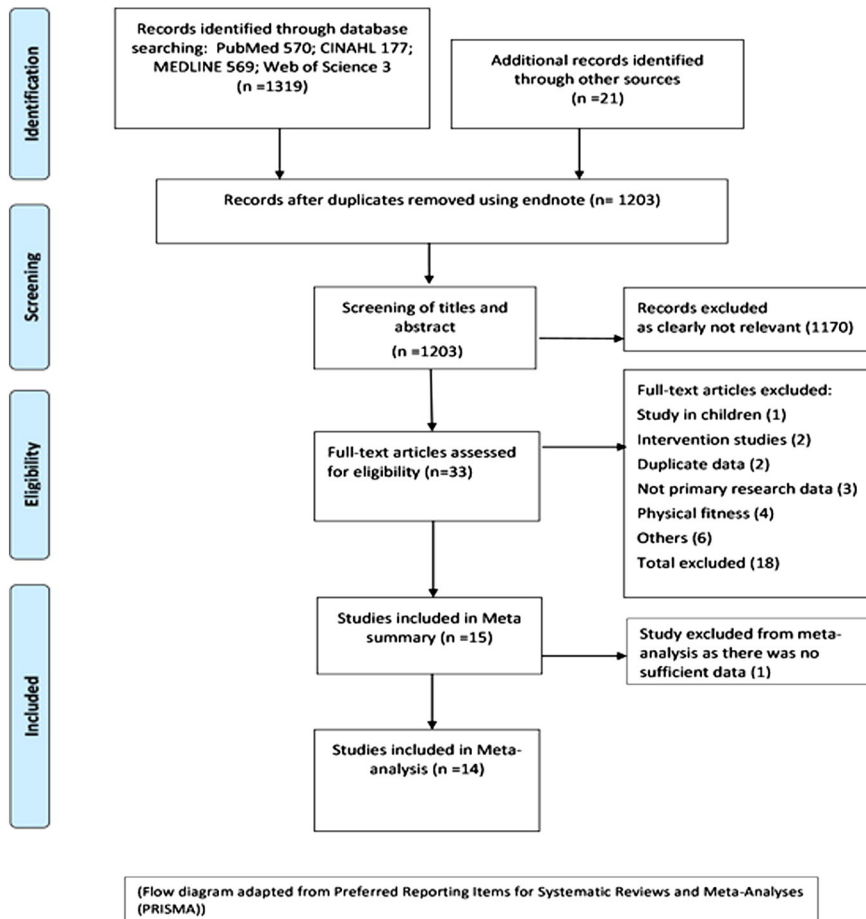 Identification
Records identified through database
searching:  PubMed 570; CINAHL 177;
MEDLINE 569; Web of Science 3
(n =1319)
Additional records identified
through other sources
(n =21)
Records after duplicates removed using endnote (n= 1203)
Screening
Screening of titles and
abstract
(n =1203)
Records excluded
as clearly not relevant (1170)
Eligibility
Full-text articles assessed
for eligibility (n=33)
Full-text articles excluded:
Study in children (1)
Intervention studies (2)
Duplicate data (2)
Not primary research data (3)
Physical fitness (4)
Others (6)
Total excluded (18)
Included
Studies included in Meta
summary (n =15)
Study excluded from meta-
analysis as there was no
sufficient data (1)
Studies included in Meta-
analysis (n =14)
(Flow diagram adapted from Preferred Reporting Items for Systematic Reviews and Meta-Analyses
(PRISMA))